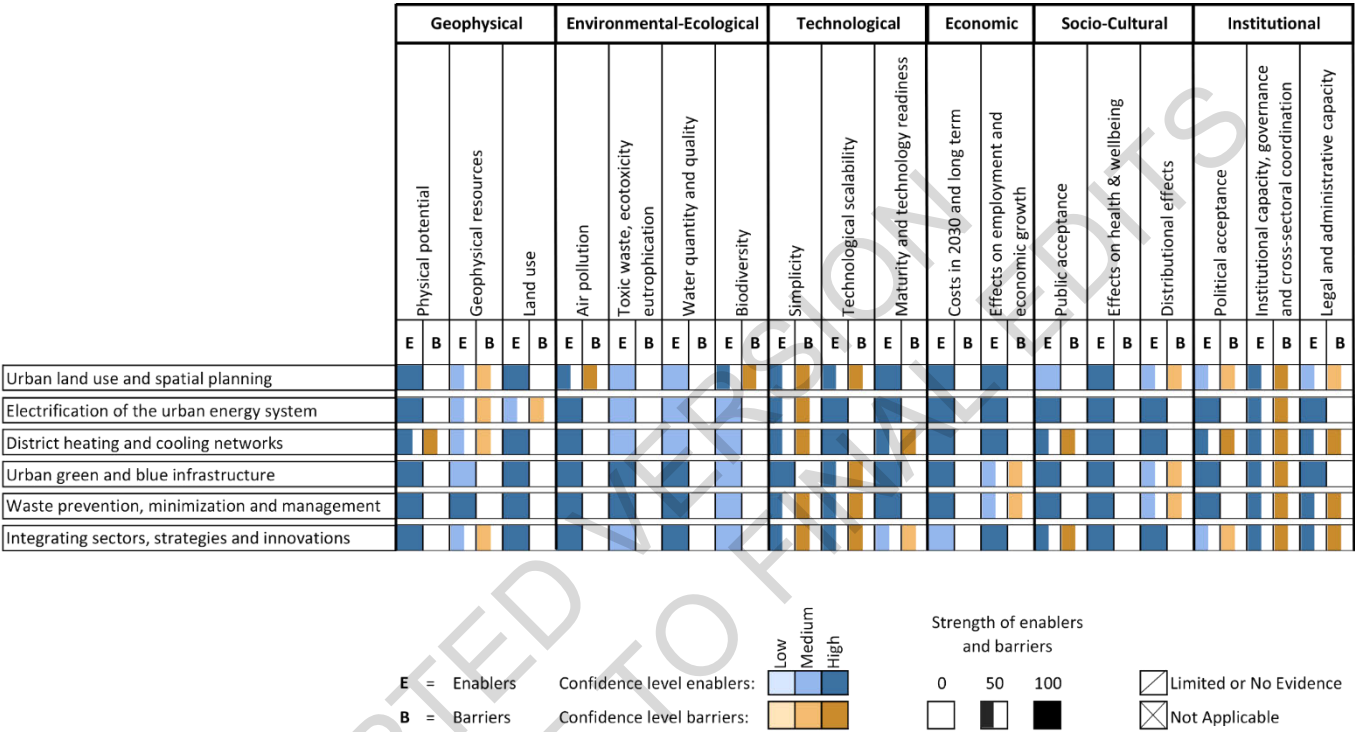 Geophysical Environmental-Ecological Technological Economic Socio-Cultural Institutional
Physical potential
Geophysical resources
Land use
Air pollution
Toxic waste, ecotoxicity
eutrophication
Water quantity and quality
Biodiversity
Simplicity
Technological scalability
Maturity and technology readiness
Costs in 2030 and long term
Effects on employment and
economic growth
Public acceptance
Effects on health & wellbeing
Distributional effects
Political acceptance
Institutional capacity, governance
and cross-sectoral coordination
Legal and administrative capacity
E B E B E B E B E B E B E B E B E B E B E B E B E B E B E B E B E B E B
Urban land use and spatial planning
Electrification of the urban energy system
District heating and cooling networks
Urban green and blue infrastructure
Waste prevention, minimization and management
Integrating sectors, strategies and innovations
Low
Medium
High
Strength of enablers
and barriers
E = Enablers Confidence level enablers: 0 50 100 Limited or No Evidence
B = Barriers Confidence level barriers: Not Applicable
RTED VERSION
TO FINAL EDITS